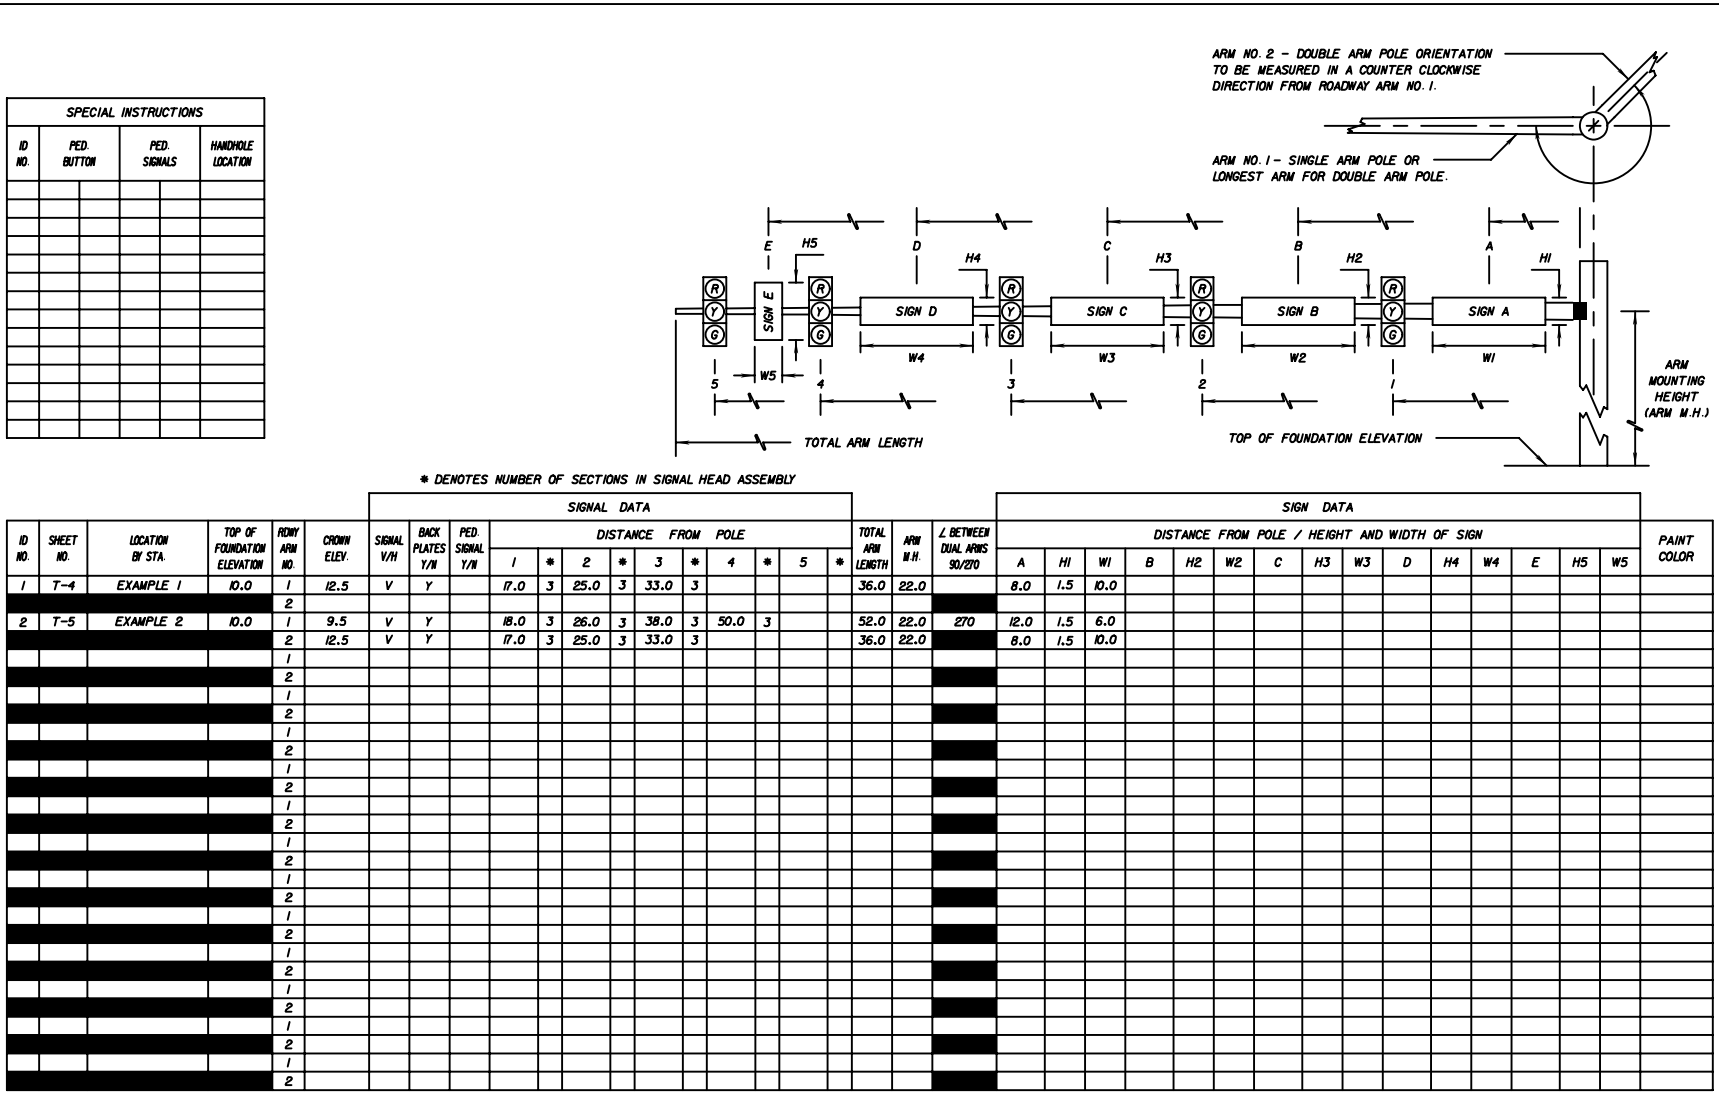 ARM NO. 2 - DOUBLE ARM POLE ORIENTATION
TO BE MEASURED IN A COUNTER CLOCKWISE
DIRECTION FROM ROADWAY ARM NO. 1.
ARM NO. 1 - SINGLE ARM POLE OR
LONGEST ARM FOR DOUBLE ARM POLE.
SPECIAL INSTRUCTIONS
ID NO. PED. BUTTON PED. SIGNALS HANDHOLE LOCATION
E H5 D C B A
H4 H3 H2 H1
R R R R R
Y SIGN E Y SIGN D Y SIGN C Y SIGN B Y SIGN A
G G G G G
W4 W3 W2 W1
W5
5 4 3 2 1
ARM
MOUNTING
HEIGHT
(ARM M.H.)
TOTAL ARM LENGTH
TOP OF FOUNDATION ELEVATION
* DENOTES NUMBER OF SECTIONS IN SIGNAL HEAD ASSEMBLY
SIGNAL DATA SIGN DATA
ID NO. SHEET NO. LOCATION BY STA. TOP OF FOUNDATION ELEVATION RDWY ARM NO. CROWN ELEV. SIGNAL V/H BACK PLATES Y/N PED. SIGNAL Y/N DISTANCE FROM POLE TOTAL ARM LENGTH ARM M.H. ∠ BETWEEN DUAL ARMS 90/270 DISTANCE FROM POLE / HEIGHT AND WIDTH OF SIGN PAINT COLOR
1 * 2 * 3 * 4 * 5 * A H1 W1 B H2 W2 C H3 W3 D H4 W4 E H5 W5
1 T-4 EXAMPLE 1 10.0 1 12.5 V Y 17.0 3 25.0 3 33.0 3 36.0 22.0 8.0 1.5 10.0
2
2 T-5 EXAMPLE 2 10.0 1 9.5 V Y 18.0 3 26.0 3 38.0 3 50.0 3 52.0 22.0 270 12.0 1.5 6.0
2 12.5 V Y 17.0 3 25.0 3 33.0 3 36.0 22.0 8.0 1.5 10.0
1
2
1
2
1
2
1
2
1
2
1
2
1
2
1
2
1
2
1
2
1
2
1
2